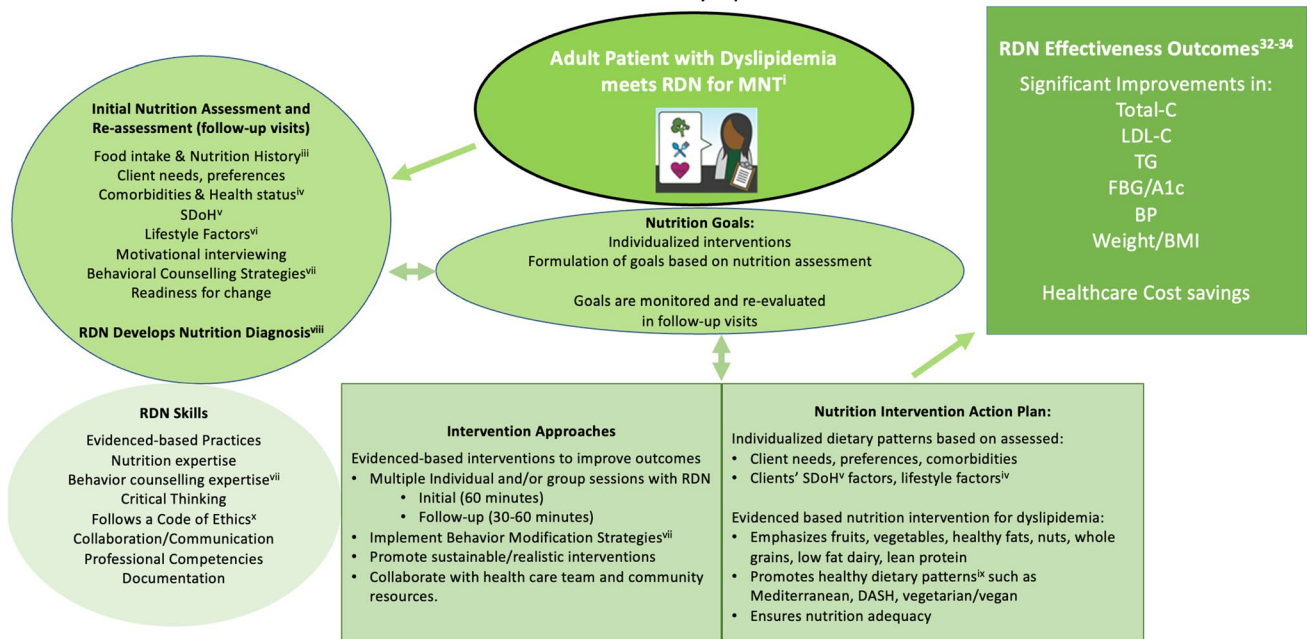 Adult Patient with Dyslipidemia
meets RDN for MNTⁱ
Initial Nutrition Assessment and
Re-assessment (follow-up visits)
Food intake & Nutrition Historyⁱⁱⁱ
Client needs, preferences
Comorbidities & Health statusⁱᵛ
SDoHᵛ
Lifestyle Factorsᵛⁱ
Motivational interviewing
Behavioral Counselling Strategiesᵛⁱⁱ
Readiness for change
RDN Develops Nutrition Diagnosisᵛⁱⁱⁱ
Nutrition Goals:
Individualized interventions
Formulation of goals based on nutrition assessment
Goals are monitored and re-evaluated
in follow-up visits
RDN Effectiveness Outcomes³²⁻³⁴
Significant Improvements in:
Total-C
LDL-C
TG
FBG/A1c
BP
Weight/BMI
Healthcare Cost savings
RDN Skills
Evidenced-based Practices
Nutrition expertise
Behavior counselling expertiseᵛⁱⁱ
Critical Thinking
Follows a Code of Ethicsˣ
Collaboration/Communication
Professional Competencies
Documentation
Intervention Approaches
Evidenced-based interventions to improve outcomes
• Multiple Individual and/or group sessions with RDN
• Initial (60 minutes)
• Follow-up (30-60 minutes)
• Implement Behavior Modification Strategiesᵛⁱⁱ
• Promote sustainable/realistic interventions
• Collaborate with health care team and community
resources.
Nutrition Intervention Action Plan:
Individualized dietary patterns based on assessed:
• Client needs, preferences, comorbidities
• Clients' SDoHᵛ factors, lifestyle factorsⁱᵛ
Evidenced based nutrition intervention for dyslipidemia:
• Emphasizes fruits, vegetables, healthy fats, nuts, whole
grains, low fat dairy, lean protein
• Promotes healthy dietary patternsⁱˣ such as
Mediterranean, DASH, vegetarian/vegan
• Ensures nutrition adequacy